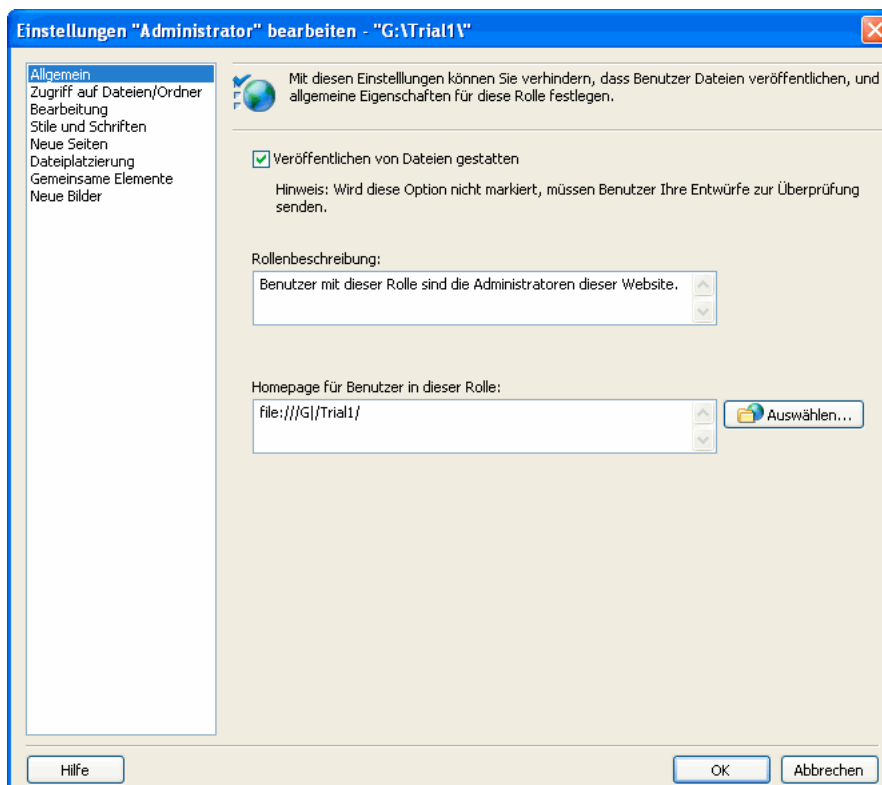 Einstellungen "Administrator" bearbeiten - "G:\Trial1\"
Allgemein
Zugriff auf Dateien/Ordner
Bearbeitung
Stile und Schriften
Neue Seiten
Dateiplatzierung
Gemeinsame Elemente
Neue Bilder
Mit diesen Einstelllungen können Sie verhindern, dass Benutzer Dateien veröffentlichen, und
allgemeine Eigenschaften für diese Rolle festlegen.
Veröffentlichen von Dateien gestatten
Hinweis: Wird diese Option nicht markiert, müssen Benutzer Ihre Entwürfe zur Überprüfung
senden.
Rollenbeschreibung:
Benutzer mit dieser Rolle sind die Administratoren dieser Website.
Homepage für Benutzer in dieser Rolle:
file:///G|/Trial1/
Auswählen...
Hilfe
OK
Abbrechen